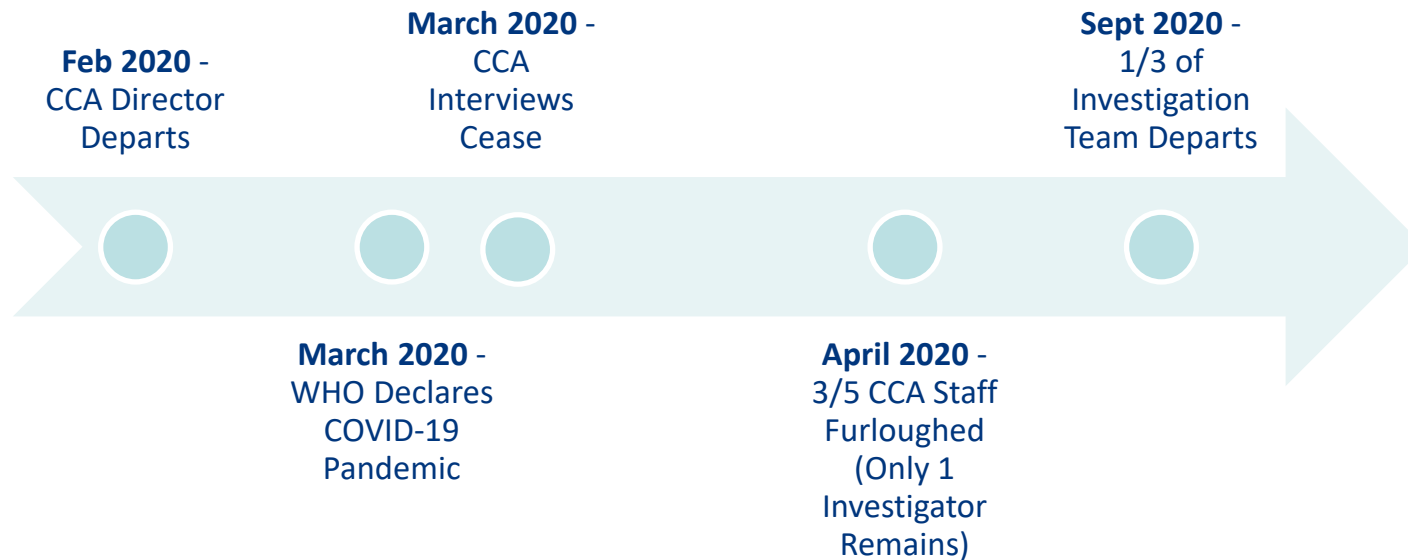 Feb 2020 -
CCA Director
Departs
March 2020 -
WHO Declares
COVID-19
Pandemic
March 2020 -
CCA
Interviews
Cease
April 2020 -
3/5 CCA Staff
Furloughed
(Only 1
Investigator
Remains)
Sept 2020 -
1/3 of
Investigation
Team Departs